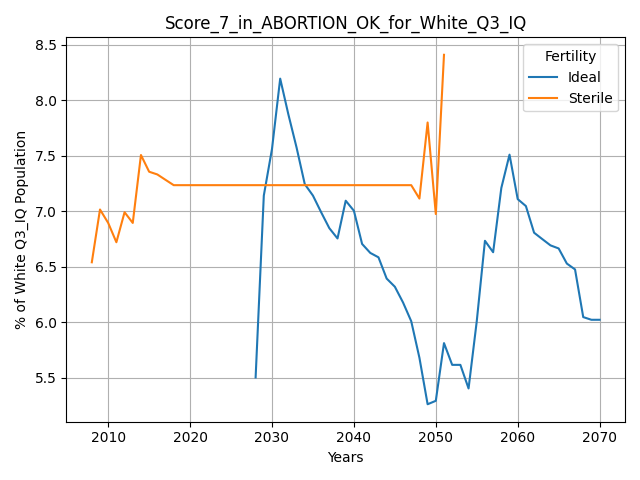 Score_7_in_ABORTION_OK_for_White_Q3_IQ
% of White Q3_IQ Population
8.5
8.0
7.5
7.0
6.5
6.0
5.5
Fertility
Ideal
Sterile
2010 2020 2030 2040 2050 2060 2070
Years